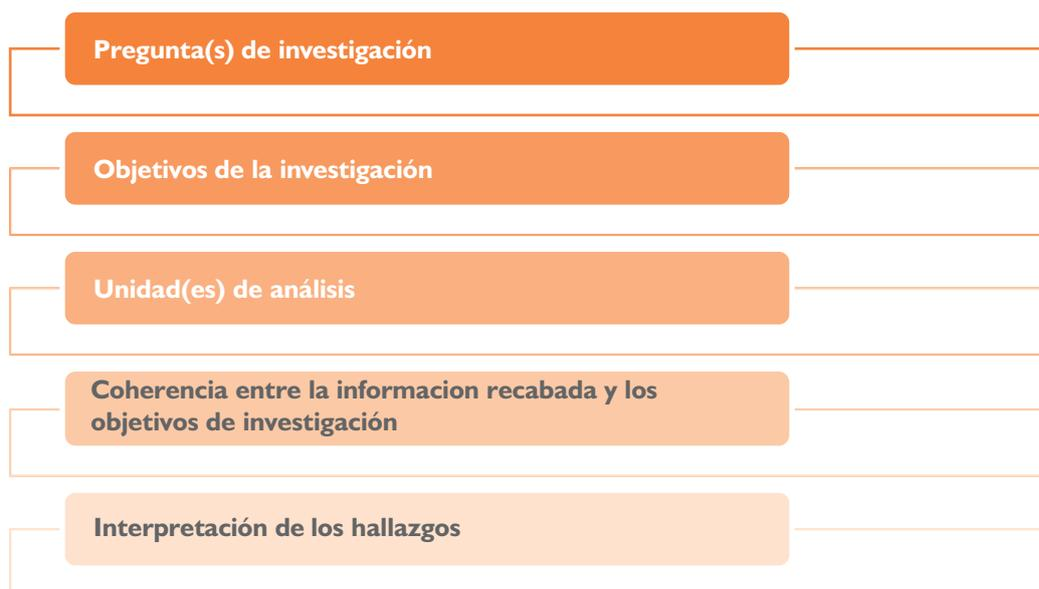 Pregunta(s) de investigación
Objetivos de la investigación
Unidad(es) de análisis
Coherencia entre la informacion recabada y los
objetivos de investigación
Interpretación de los hallazgos